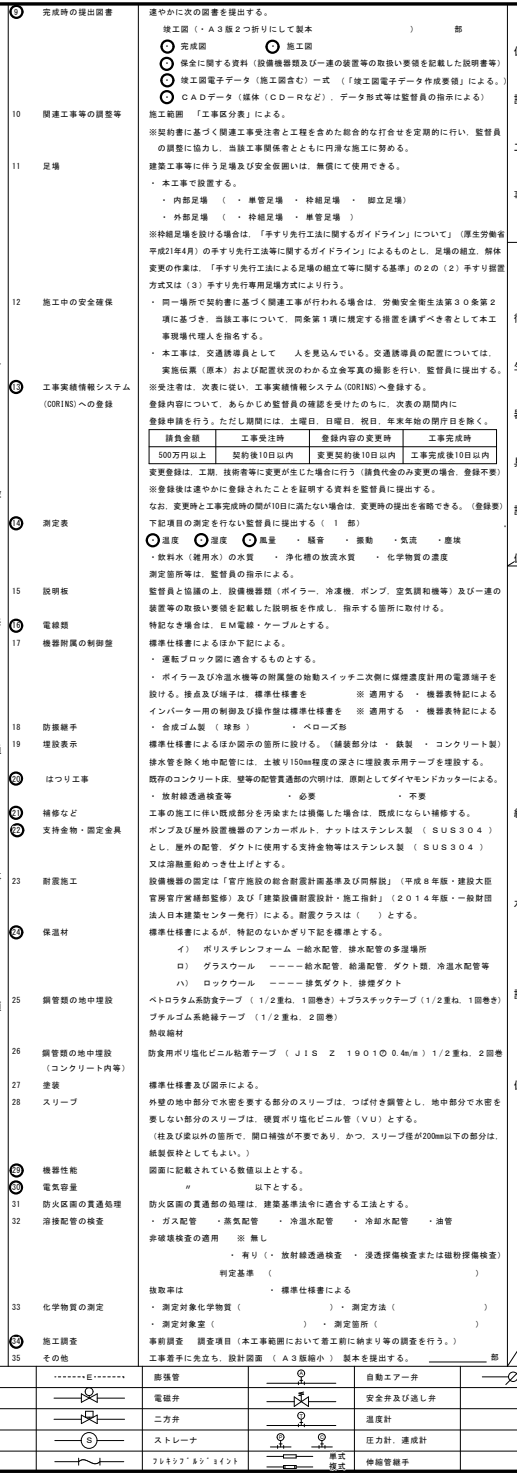 ⑨ 完成時の提出図書 速やかに次の図書を提出する。
竣工図(・A3版2つ折りにして製本 ) 部
・ 完成図 ・ 施工図
・ 保全に関する資料(設備機器類及び一連の装置等の取扱い要領を記載した説明書等)
・ 竣工図電子データ(施工図含む)一式 (「竣工図電子データ作成要領」による。)
・ CADデータ(媒体(CD-Rなど), データ形式等は監督員の指示による)
10 関連工事等の調整等 施工範囲 「工事区分表」による。
※契約書に基づく関連工事受注者と工程を含めた総合的な打合せを定期的に行い, 監督員
の調整に協力し, 当該工事関係者とともに円滑な施工に努める。
11 足場 建築工事等に伴う足場及び安全仮囲いは, 無償にて使用できる。
・ 本工事で設置する。
・ 内部足場 ( ・ 単管足場 ・ 枠組足場 ・ 脚立足場)
・ 外部足場 ( ・ 枠組足場 ・ 単管足場 )
※枠組足場を設ける場合は, 「手すり先行工法に関するガイドライン」について」(厚生労働省
平成21年4月)の手すり先行工法等に関するガイドライン」によるものとし, 足場の組立, 解体
変更の作業は, 「手すり先行工法による足場の組立て等に関する基準」の2の(2)手すり据置
方式又は(3)手すり先行専用足場方式により行う。
12 施工中の安全確保 ・ 同一場所で契約書に基づく関連工事が行われる場合は, 労働安全衛生法第30条第2
項に基づき, 当該工事について, 同条第1項に規定する措置を講ずべき者として本工
事現場代理人を指名する。
・ 本工事は, 交通誘導員として 人を見込んでいる。交通誘導員の配置については,
実施伝票(原本)および配置状況のわかる立会写真の撮影を行い, 監督員に提出する。
⑬ 工事実績情報システム ※受注者は, 次表に従い, 工事実績情報システム(CORINS)へ登録する。
(CORINS)への登録 登録内容について, あらかじめ監督員の確認を受けたのちに, 次表の期間内に
登録申請を行う。ただし期間には, 土曜日, 日曜日, 祝日, 年末年始の閉庁日を除く。
請負金額 工事受注時 登録内容の変更時 工事完成時
500万円以上 契約後10日以内 変更契約後10日以内 工事完成後10日以内
変更登録は, 工期, 技術者等に変更が生じた場合に行う(請負代金のみ変更の場合, 登録不要)
※登録後は速やかに登録されたことを証明する資料を監督員に提出する。
なお, 変更時と工事完成時の間が10日に満たない場合は, 変更時の提出を省略できる。(登録要)
⑭ 測定表 下記項目の測定を行ない監督員に提出する( 1 部)
・温度 ・湿度 ・風量 ・ 騒音 ・ 振動 ・気流 ・塵埃
・飲料水(雑用水)の水質 ・ 浄化槽の放流水質 ・ 化学物質の濃度
測定箇所等は, 監督員の指示による。
15 説明板 監督員と協議の上, 設備機器類(ボイラー, 冷凍機, ポンプ, 空気調和機等)及び一連の
装置等の取扱い要領を記載した説明板を作成し, 指示する箇所に取付ける。
⑯ 電線類 特記なき場合は, EM電線・ケーブルとする。
17 機器附属の制御盤 標準仕様書によるほか下記による。
・ 運転ブロック図に適合するものとする。
・ ボイラー及び冷温水機等の附属盤の始動スイッチ二次側に煤煙濃度計用の電源端子を
設ける。接点及び端子は, 標準仕様書を ※ 適用する ・ 機器表特記による
インバーター用の制御及び操作盤は標準仕様書を ※ 適用する ・ 機器表特記による
18 防振継手 ・ 合成ゴム製 ( 球形 ) ・ ベローズ形
19 埋設表示 標準仕様書によるほか図示の箇所に設ける。(舗装部分は ・ 鉄製 ・ コンクリート製)
排水管を除く地中配管には, 土被り150mm程度の深さに埋設表示用テープを埋設する。
⑳ はつり工事 既存のコンクリート床, 壁等の配管貫通部の穴明けは, 原則としてダイヤモンドカッターによる。
・ 放射線透過検査等 ・ 必要 ・ 不要
㉑ 補修など 工事の施工に伴い既成部分を汚染または損傷した場合は, 既成にならい補修する。
㉒ 支持金物・固定金具 ポンプ及び屋外設置機器のアンカーボルト, ナットはステンレス製 ( SUS304 )
とし, 屋外の配管, ダクトに使用する支持金物等はステンレス製 ( SUS304 )
又は溶融亜鉛めっき仕上げとする。
23 耐震施工 設備機器の固定は「官庁施設の総合耐震計画基準及び同解説」(平成8年版・建設大臣
官房官庁営繕部監修)及び「建築設備耐震設計・施工指針」(2014年版・一般財団
法人日本建築センター発行)による。耐震クラスは( )とする。
㉔ 保温材 標準仕様書によるが, 特記のないかぎり下記を標準とする。
イ) ポリスチレンフォーム ―給水配管, 排水配管の多湿場所
ロ) グラスウール ――――給水配管, 給湯配管, ダクト類, 冷温水配管等
ハ) ロックウール ――――排気ダクト, 排煙ダクト
25 鋼管類の地中埋設 ペトロラタム系防食テープ ( 1/2重ね, 1回巻き)+プラスチックテープ(1/2重ね, 1回巻き)
ブチルゴム系絶縁テープ (1/2重ね, 2回巻)
熱収縮材
26 鋼管類の地中埋設 防食用ポリ塩化ビニル粘着テープ ( JIS Z 1901の 0.4m/m ) 1/2重ね, 2回巻
(コンクリート内等)
27 塗装 標準仕様書及び図示による。
28 スリーブ 外壁の地中部分で水密を要する部分のスリーブは, つば付き鋼管とし, 地中部分で水密を
要しない部分のスリーブは, 硬質ポリ塩化ビニル管(VU)とする。
(柱及び梁以外の箇所で, 開口補強が不要であり, かつ, スリーブ径が200mm以下の部分は,
紙製仮枠としてもよい。)
㉙ 機器性能 図面に記載されている数値以上とする。
㉚ 電気容量 〃 以下とする。
31 防火区画の貫通処理 防火区画の貫通部の処理は, 建築基準法令に適合する工法とする。
32 溶接配管の検査 ・ ガス配管 ・蒸気配管 ・ 冷温水配管 ・ 冷却水配管 ・油管
非破壊検査の適用 ※ 無し
・ 有り(・ 放射線透過検査 ・ 浸透探傷検査または磁粉探傷検査)
判定基準 ( )
抜取率は ・ 標準仕様書による
33 化学物質の測定 ・ 測定対象化学物質( )・ 測定方法( )
・ 測定対象室( ) ・ 測定箇所( )
㉞ 施工調査 事前調査 調査項目(本工事範囲において着工前に納まり等の調査を行う。)
35 その他 工事着手に先立ち, 設計図面 ( A3版縮小 ) 製本を提出する。 部
E 膨張管 A 自動エアー弁
電磁弁 安全弁及び逃し弁
二方弁 T 温度計
S ストレーナ P C 圧力計, 連成計
フレキシブルジョイント 単式 伸縮管継手
複式